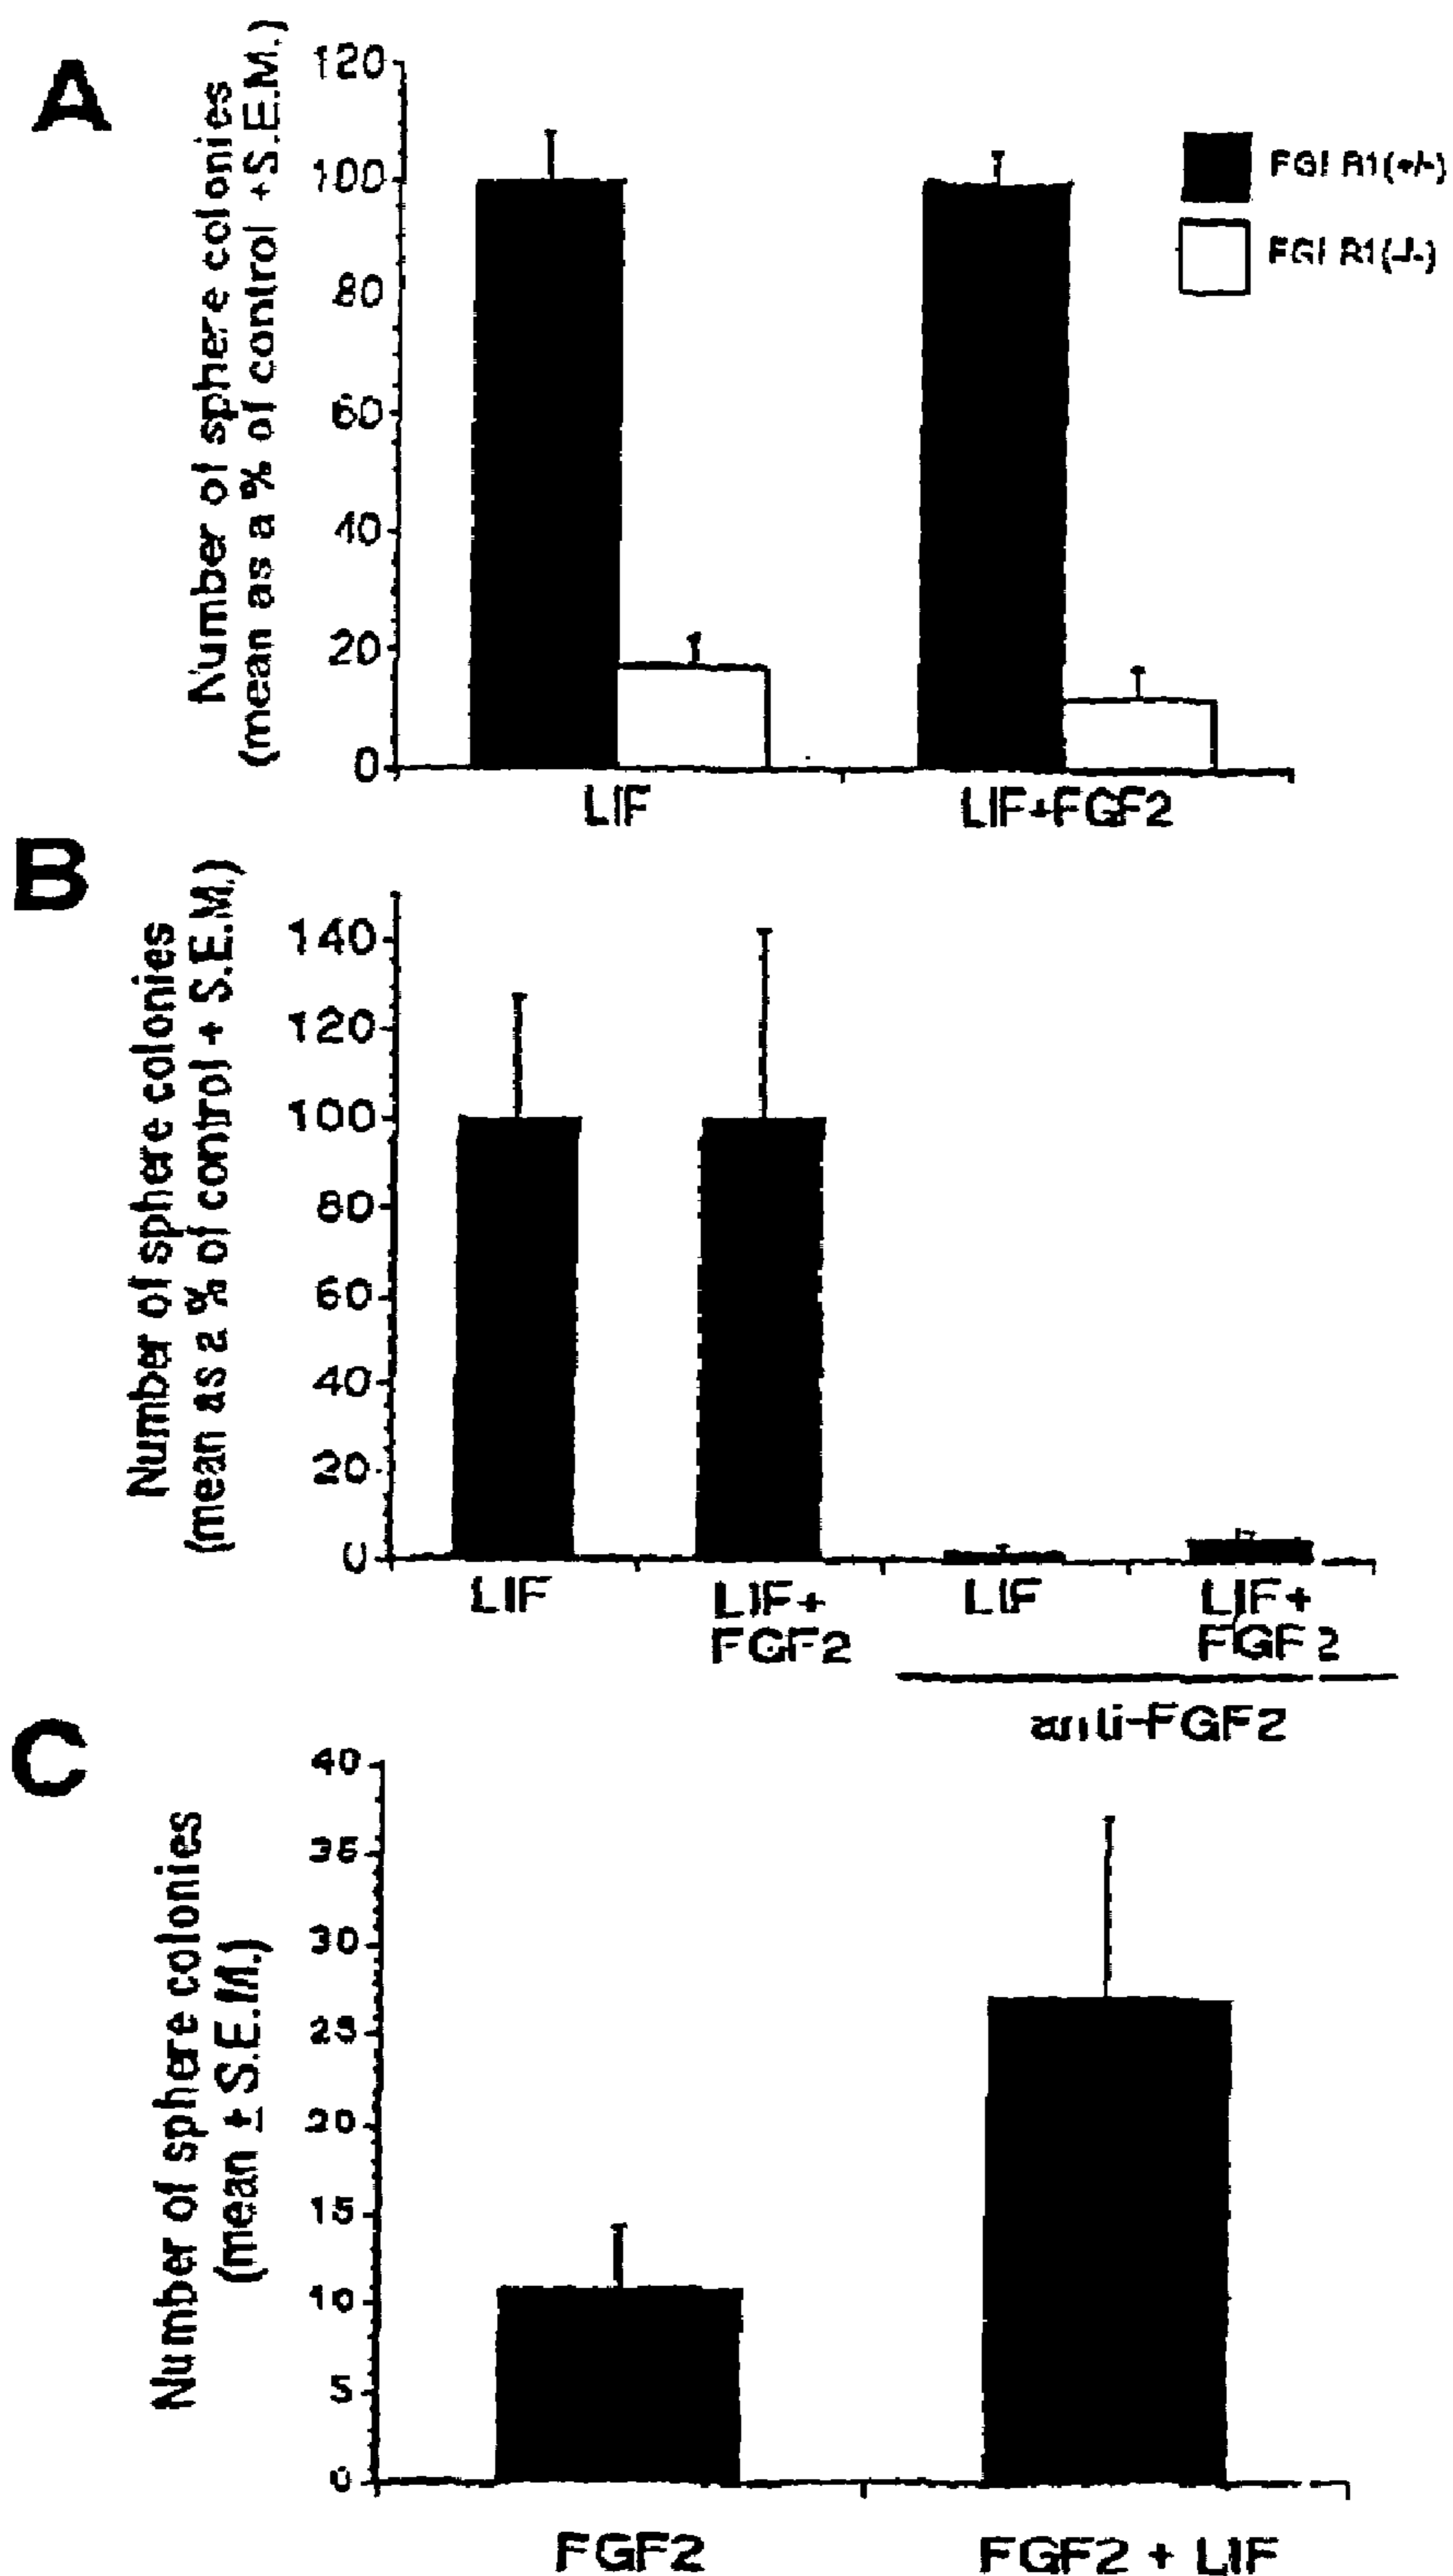 A
Number of sphere colonies
(mean as a % of control +S.E.M.)
120
100
80
60
40
20
0
LIF
LIF+FGF2
R1(+/-)
R1(-/-)
B
Number of sphere colonies
(mean as a % of control + S.E.M.)
140
120
100
80
60
40
20
0
LIF
LIF+
FGF2
LIF
LIF+
FGF2
anti-FGF2
C
Number of sphere colonies
(mean ± S.E.M.)
40
35
30
25
20
15
10
5
0
FGF2
FGF2 + LIF